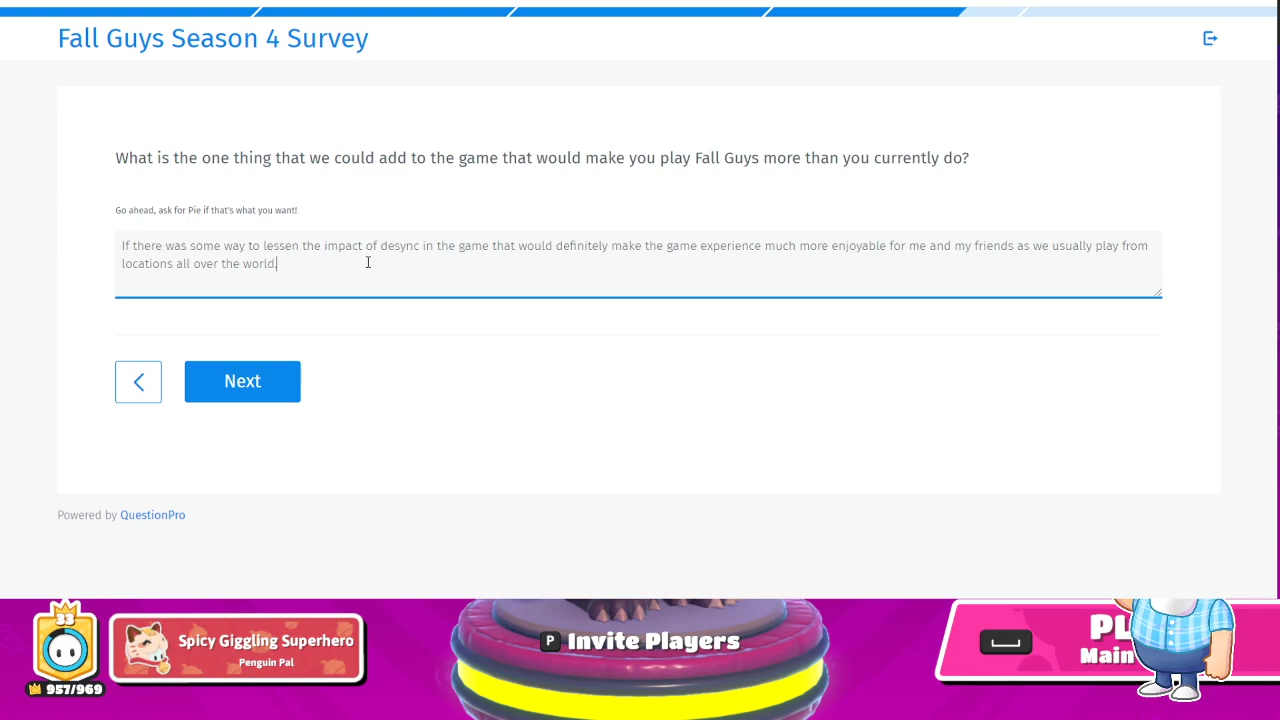 Fall Guys Season 4 Survey
What is the one thing that we could add to the game that would make you play Fall Guys more than you currently do?
Go ahead, ask for Pie if that's what you want!
If there was some way to lessen the impact of desync in the game that would definitely make the game experience much more enjoyable for me and my friends as we usually play from
locations all over the world.
Next
Powered by QuestionPro
33
957/969
Spicy Giggling Superhero
Penguin Pal
P Invite Players
PL
Main